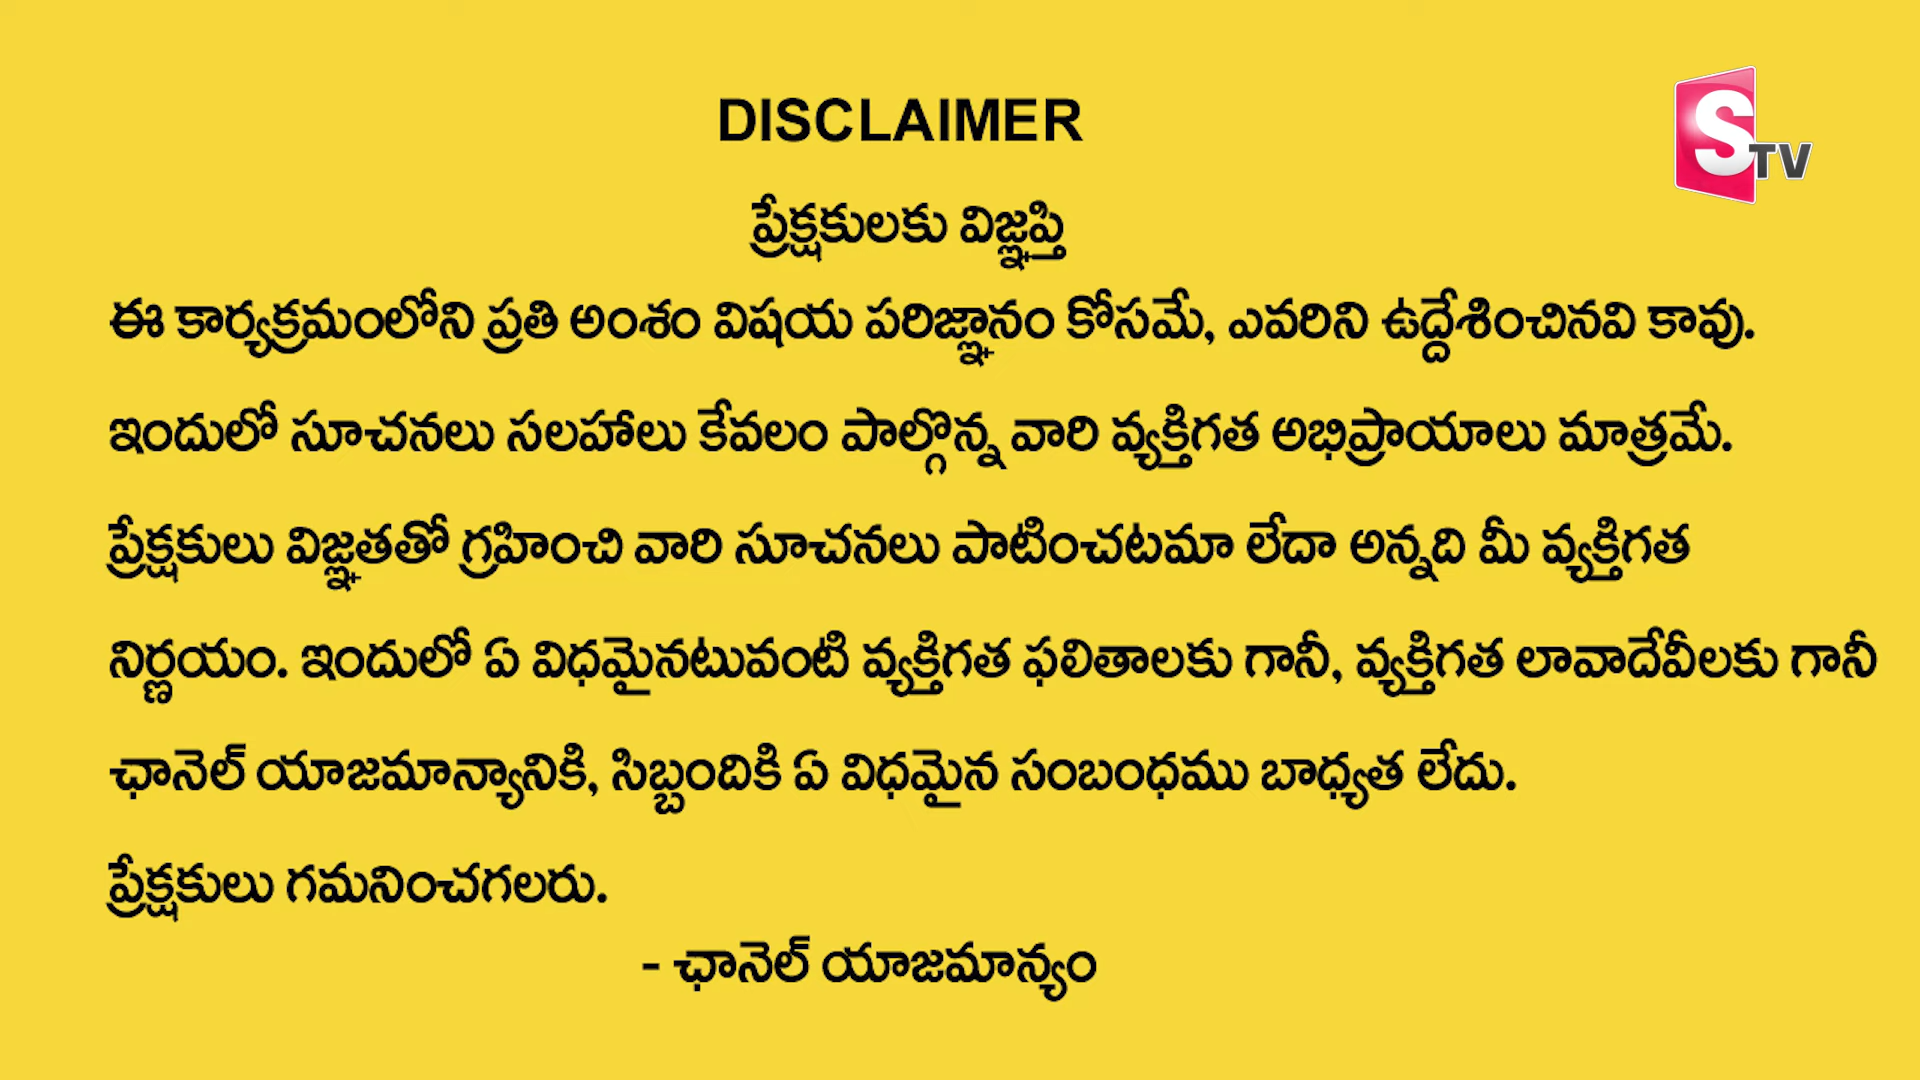 DISCLAIMER
STV
ప్రేక్షకులకు విజ్ఞప్తి
ఈ కార్యక్రమంలోని ప్రతి అంశం విషయ పరిజ్ఞానం కోసమే, ఎవరిని ఉద్దేశించినవి కావు.
ఇందులో సూచనలు సలహాలు కేవలం పాల్గొన్న వారి వ్యక్తిగత అభిప్రాయాలు మాత్రమే.
ప్రేక్షకులు విజ్ఞతతో గ్రహించి వారి సూచనలు పాటించటమా లేదా అన్నది మీ వ్యక్తిగత
నిర్ణయం. ఇందులో ఏ విధమైనటువంటి వ్యక్తిగత ఫలితాలకు గానీ, వ్యక్తిగత లావాదేవీలకు గానీ
ఛానెల్ యాజమాన్యానికి, సిబ్బందికి ఏ విధమైన సంబంధము బాధ్యత లేదు.
ప్రేక్షకులు గమనించగలరు.
- ఛానెల్ యాజమాన్యం